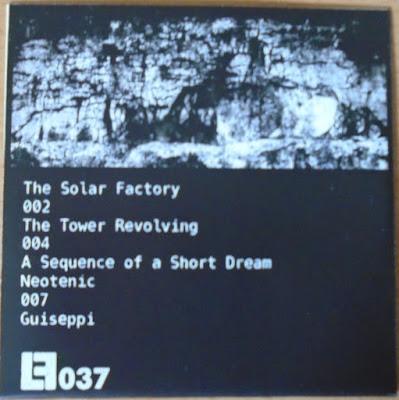 The Solar Factory
002
The Tower Revolving
004
A Sequence of a Short Dream
Neotenic
007
Guiseppi
037